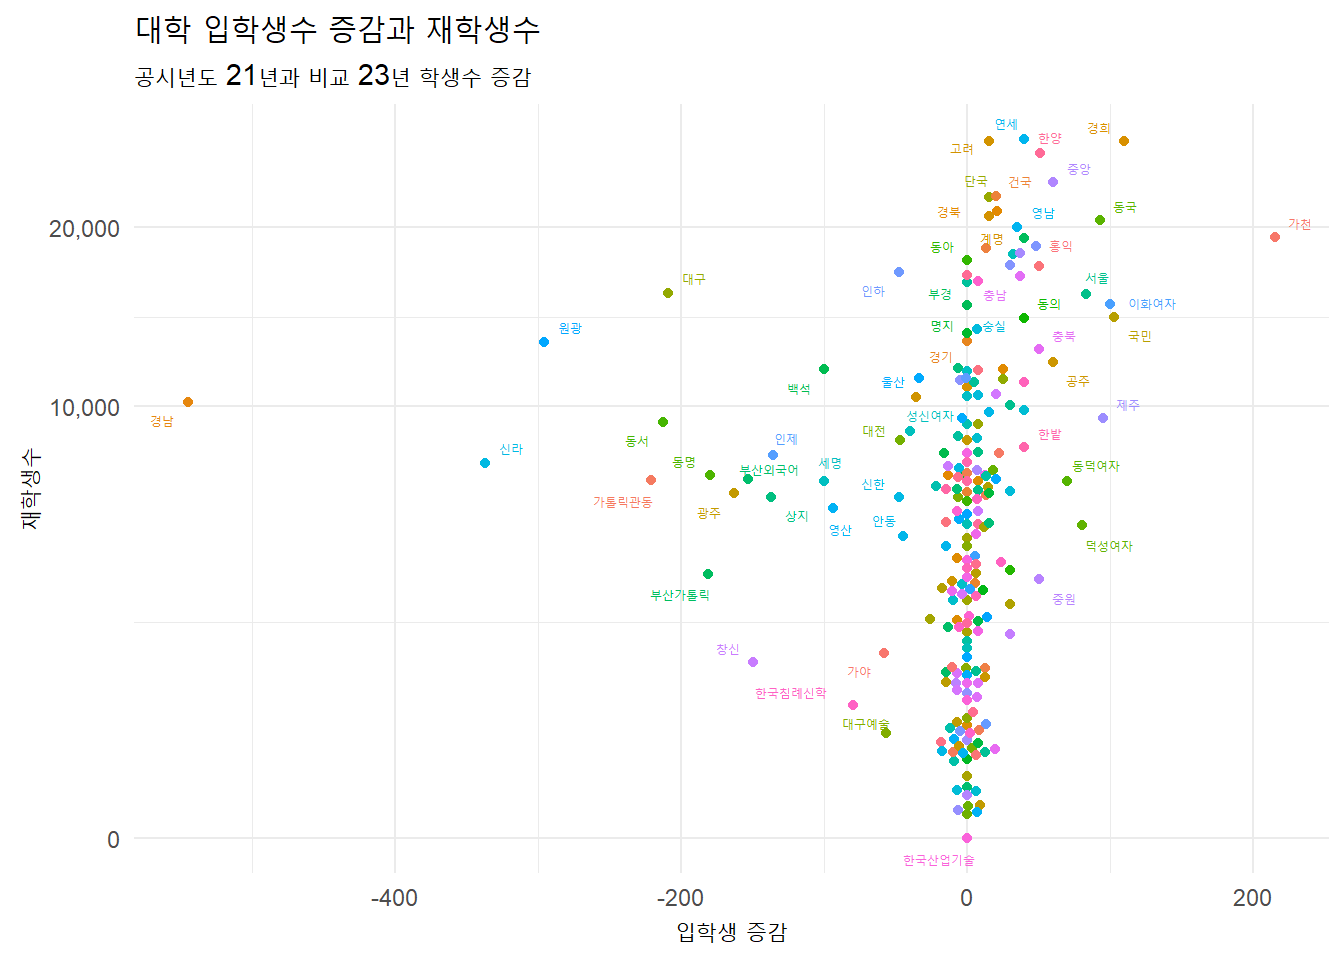 대학 입학생수 증감과 재학생수
공시년도 21년과 비교 23년 학생수 증감
연세
경희
한양
고려
중앙
단국
건국
경북
영남
동국
가천
20,000
계명
동아
홍익
대구
서울
인하
부경
충남
동의
이화여자
원광
명지
숭실
충북
국민
경기
울산
공주
백석
10,000
제주
경남
성신여자
대전
한밭
동서
인제
신라
동명
부산외국어
세명
동덕여자
가톨릭관동
신한
광주
상지
영산
안동
덕성여자
부산가톨릭
중원
창신
가야
한국침례신학
대구예술
0
한국산업기술
재학생수
-400
-200
0
200
입학생 증감